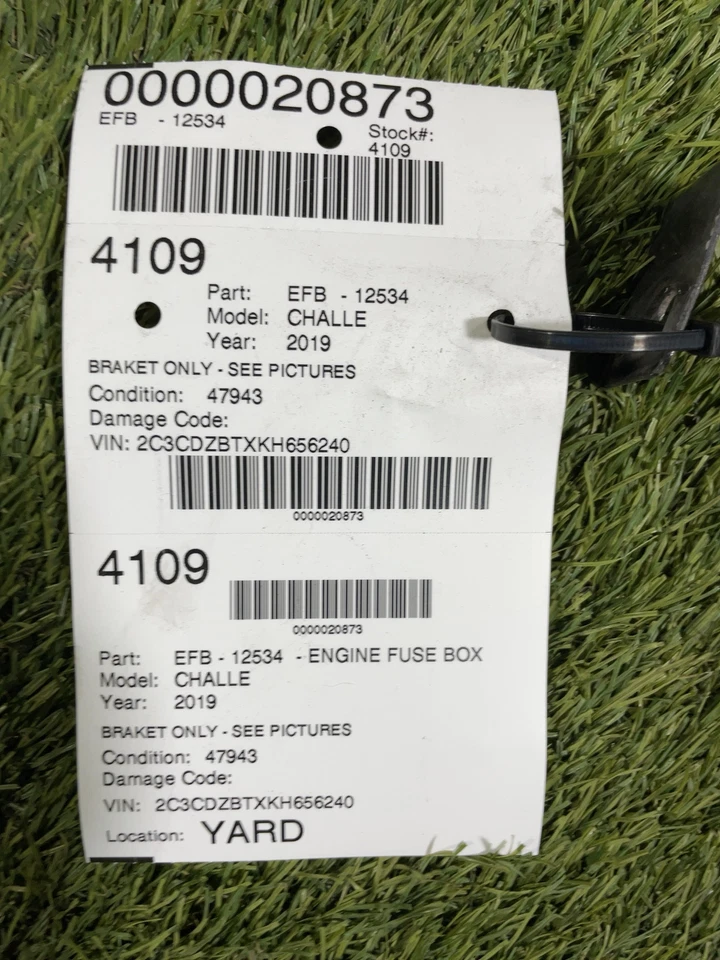 0000020873
EFB - 12534
Stock#:
4109
4109
Part: EFB - 12534
Model: CHALLE
Year: 2019
BRAKET ONLY - SEE PICTURES
Condition: 47943
Damage Code:
VIN: 2C3CDZBTXKH656240
0000020873
4109
0000020873
Part: EFB - 12534 - ENGINE FUSE BOX
Model: CHALLE
Year: 2019
BRAKET ONLY - SEE PICTURES
Condition: 47943
Damage Code:
VIN: 2C3CDZBTXKH656240
Location: YARD